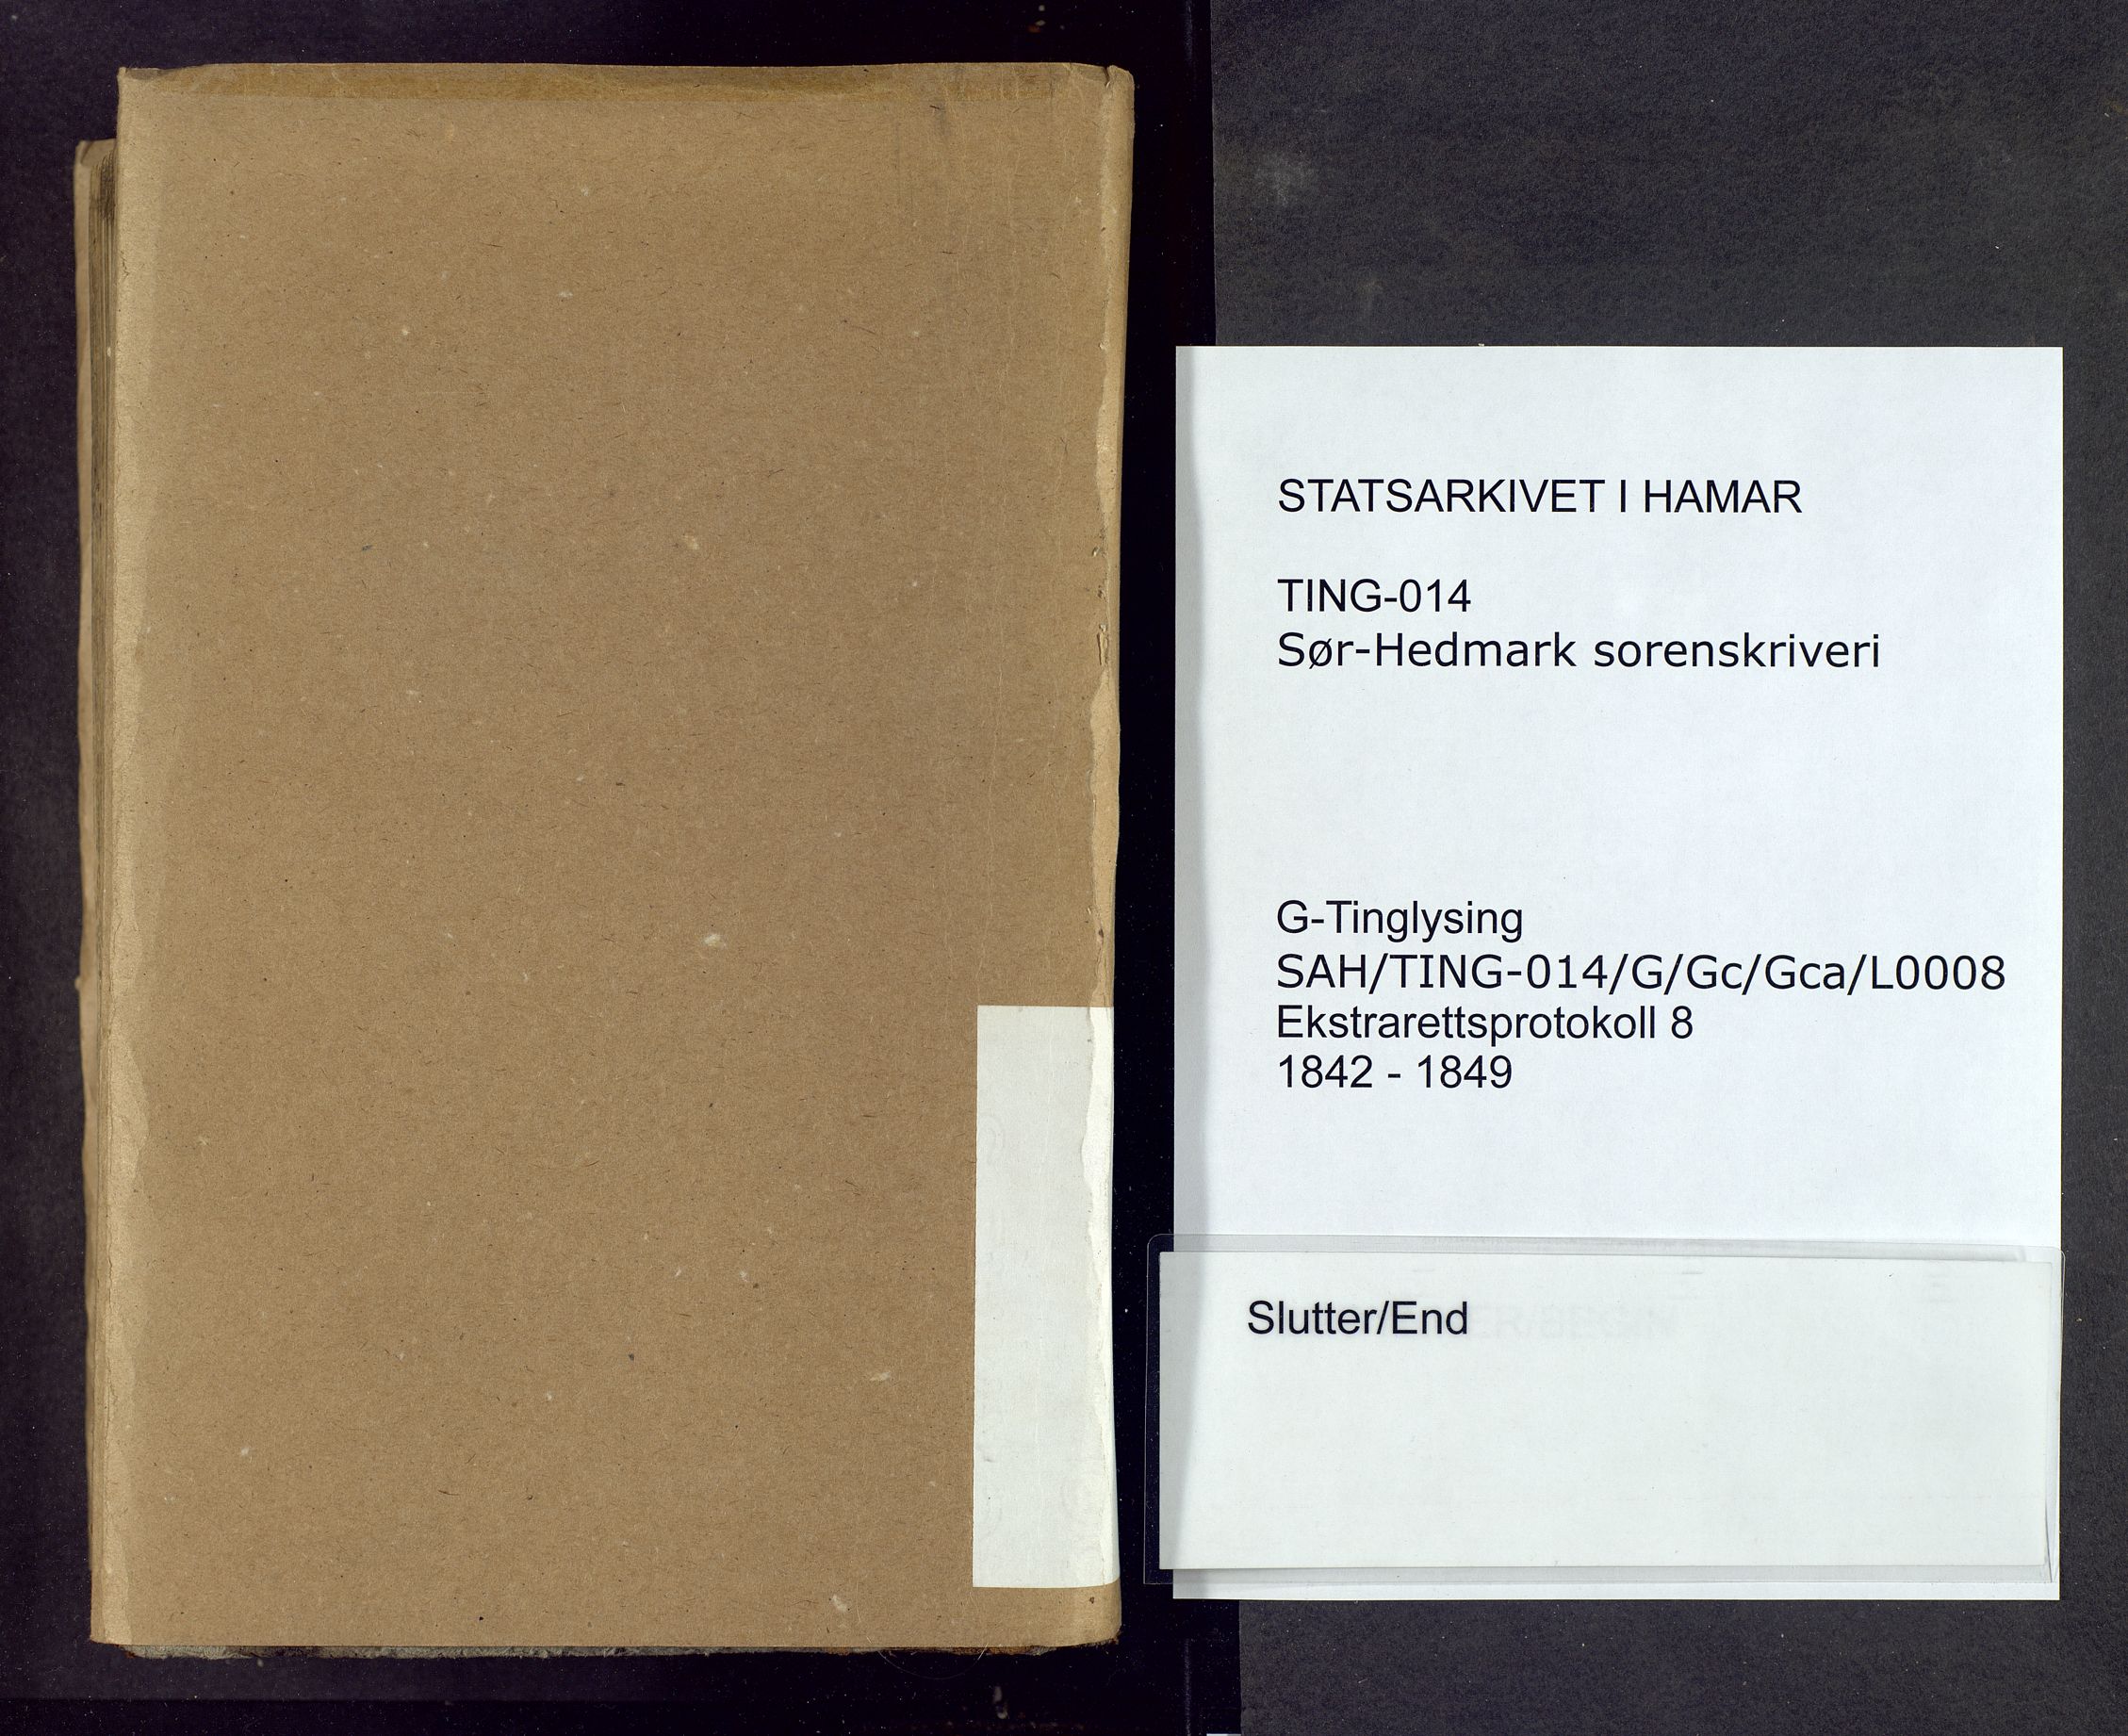 STATSARKIVET I HAMAR
TING-014
Sør-Hedmark sorenskriveri
G-Tinglysing
SAH/TING-014/G/Gc/Gca/L0008
Ekstrarettsprotokoll 8
1842 - 1849
Slutter/End